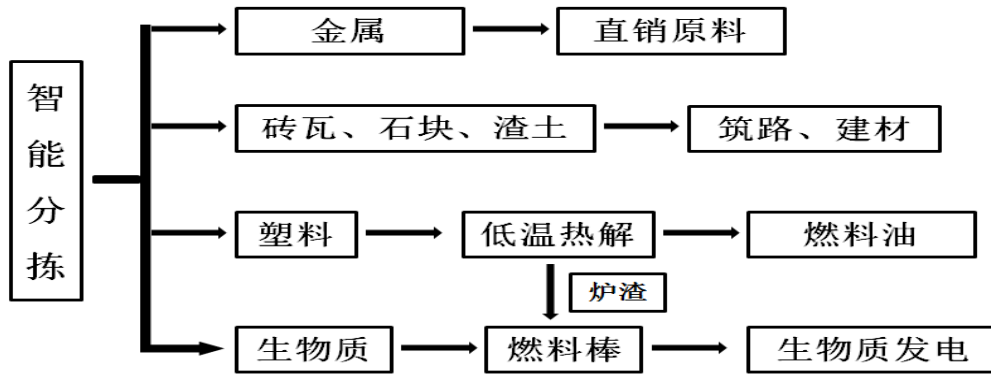 智能分拣
金属
直销原料
砖瓦、石块、渣土
筑路、建材
塑料
低温热解
燃料油
炉渣
生物质
燃料棒
生物质发电